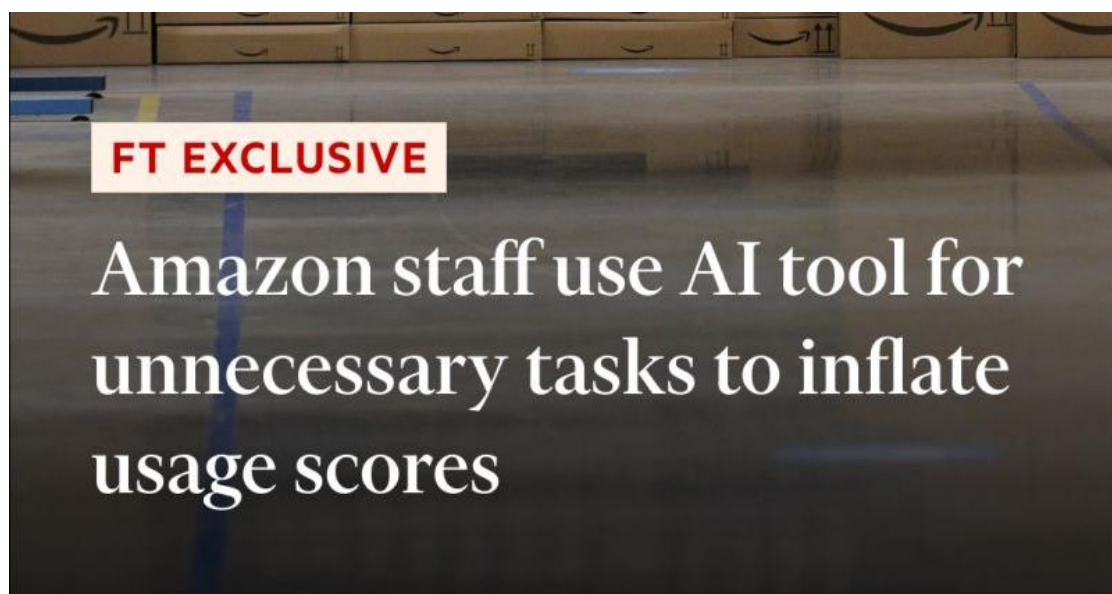 FT EXCLUSIVE
Amazon staff use AI tool for
unnecessary tasks to inflate
usage scores